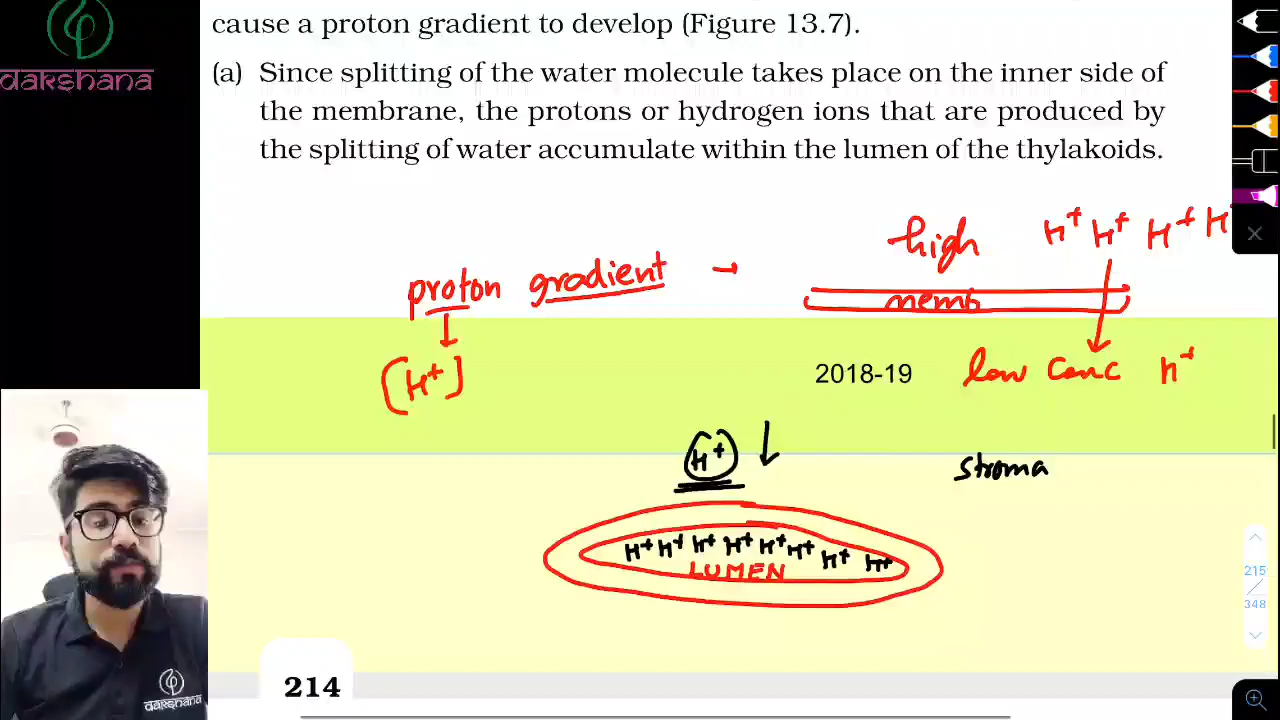 cause a proton gradient to develop (Figure 13.7).
dakshana
(a) Since splitting of the water molecule takes place on the inner side of
the membrane, the protons or hydrogen ions that are produced by
the splitting of water accumulate within the lumen of the thylakoids.
high H+ H+ H+ H
proton gradient →
memb
[H+]
2018-19
low conc H+
H+ ↓
stroma
H+ H+ H+ H+ H+ H+ H+ H+
LUMEN
215
/
348
214
dakshana